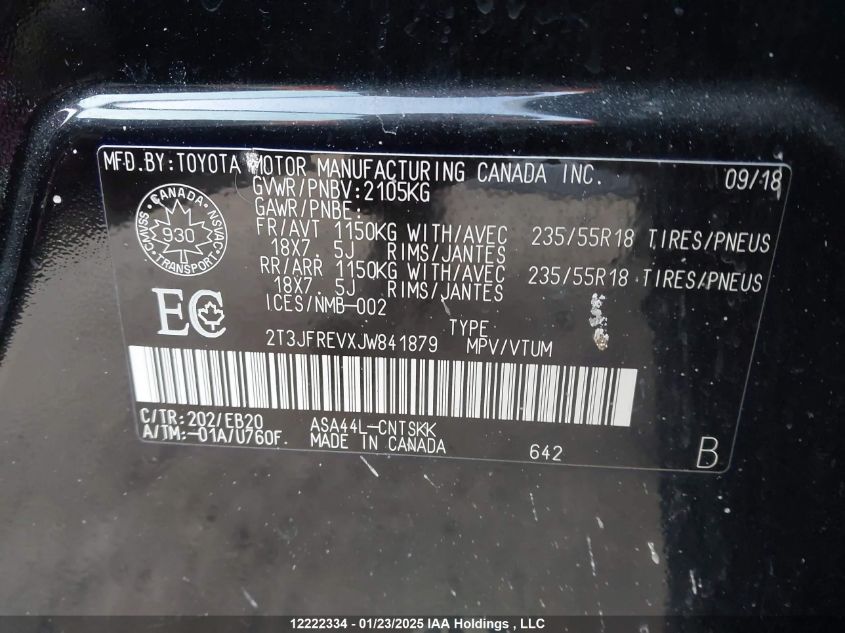 MFD.BY:TOYOTA MOTOR MANUFACTURING CANADA INC. 09/18
GVWR/PNBV:2105KG
GAWR/PNBE:
FR/AVT 1150KG WITH/AVEC 235/55R18 TIRES/PNEUS
18X7. 5J RIMS/JANTES
RR/ARR 1150KG WITH/AVEC 235/55R18 TIRES/PNEUS
18X7. 5J RIMS/JANTES
ICES/NMB-002
CANADA
CMVSS NSVAC
930
TRANSPORT
EC
TYPE
2T3JFREVXJW841879 MPV/VTUM
C/TR:202/EB20 ASA44L-CNTSKK
A/TM:-01A/U760F. MADE IN CANADA 642 B
12222334 - 01/23/2025 IAA Holdings , LLC